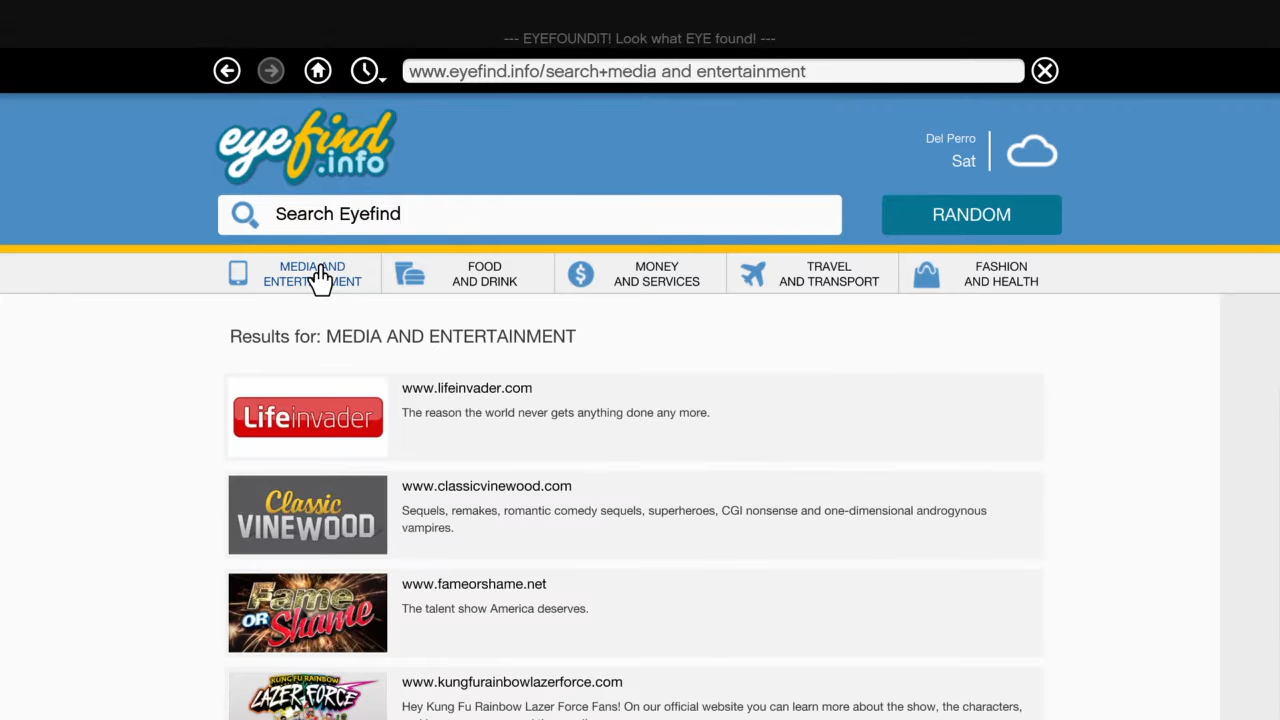 --- EYEFOUNDIT! Look what EYE found! ---
www.eyefind.info/search+media and entertainment
eyefind
.info
Del Perro
Sat
Search Eyefind
RANDOM
MEDIA AND
ENTERTAINMENT
FOOD
AND DRINK
MONEY
AND SERVICES
TRAVEL
AND TRANSPORT
FASHION
AND HEALTH
Results for: MEDIA AND ENTERTAINMENT
Lifeinvader
www.lifeinvader.com
The reason the world never gets anything done any more.
Classic
VINEWOOD
www.classicvinewood.com
Sequels, remakes, romantic comedy sequels, superheroes, CGI nonsense and one-dimensional androgynous
vampires.
Fame
OR Shame
www.fameorshame.net
The talent show America deserves.
KUNG FU RAINBOW
LAZER FORCE
www.kungfurainbowlazerforce.com
Hey Kung Fu Rainbow Lazer Force Fans! On our official website you can learn more about the show, the characters,